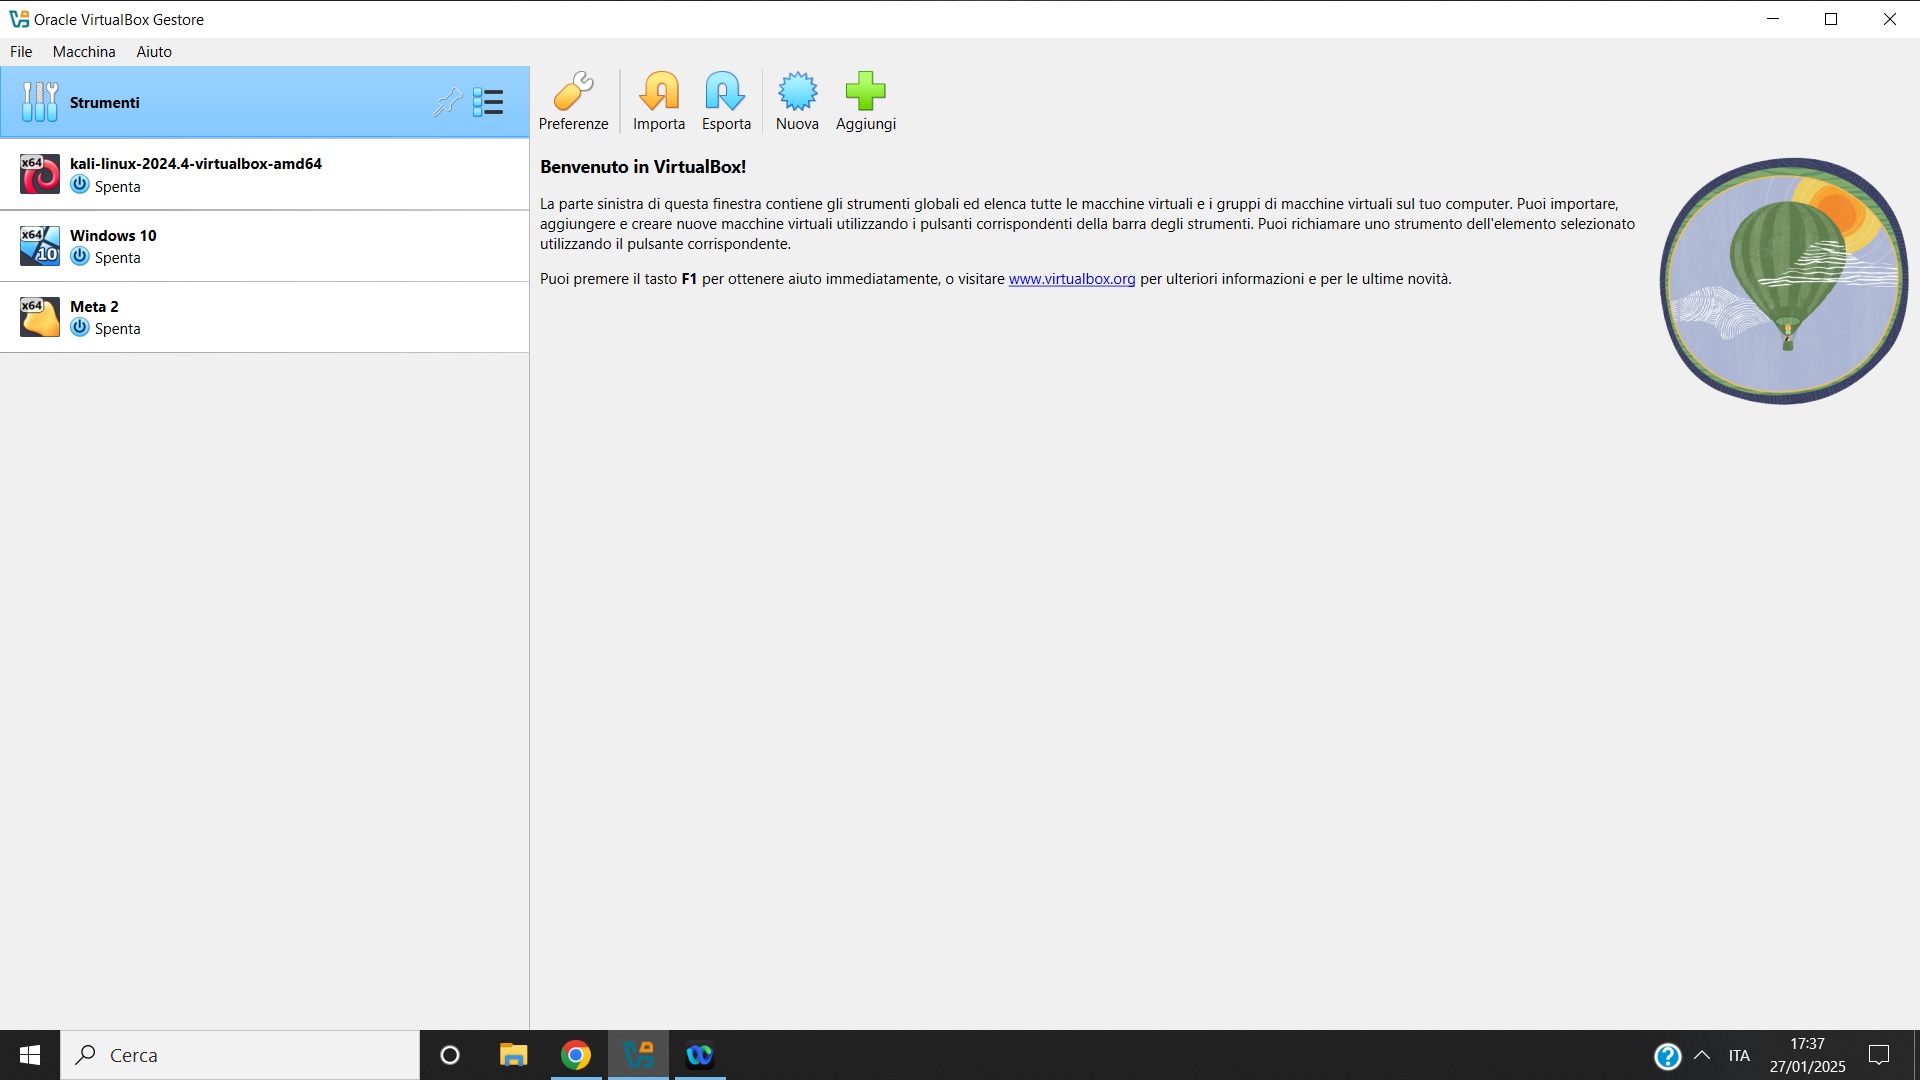 Oracle VirtualBox Gestore
File Macchina Aiuto
Strumenti
Preferenze Importa Esporta Nuova Aggiungi
x64 kali-linux-2024.4-virtualbox-amd64
Spenta
x64 10 Windows 10
Spenta
x64 Meta 2
Spenta
Benvenuto in VirtualBox!
La parte sinistra di questa finestra contiene gli strumenti globali ed elenca tutte le macchine virtuali e i gruppi di macchine virtuali sul tuo computer. Puoi importare,
aggiungere e creare nuove macchine virtuali utilizzando i pulsanti corrispondenti della barra degli strumenti. Puoi richiamare uno strumento dell'elemento selezionato
utilizzando il pulsante corrispondente.
Puoi premere il tasto F1 per ottenere aiuto immediatamente, o visitare www.virtualbox.org per ulteriori informazioni e per le ultime novità.
Cerca
ITA
17:37
27/01/2025